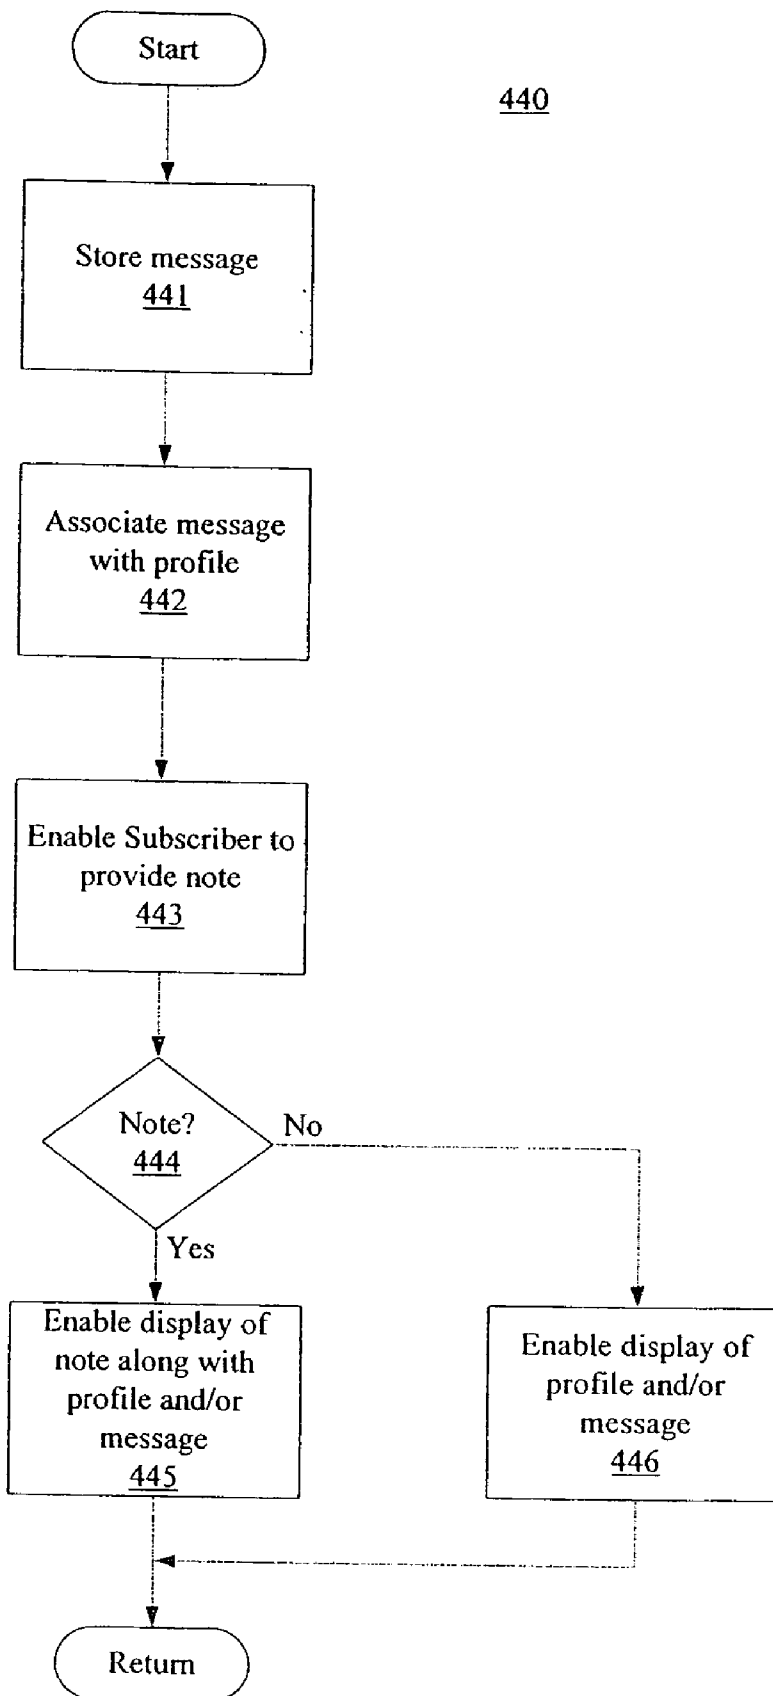 Start
440
Store message
441
Associate message
with profile
442
Enable Subscriber to
provide note
443
Note?
444
No
Yes
Enable display of
note along with
profile and/or
message
445
Enable display of
profile and/or
message
446
Return